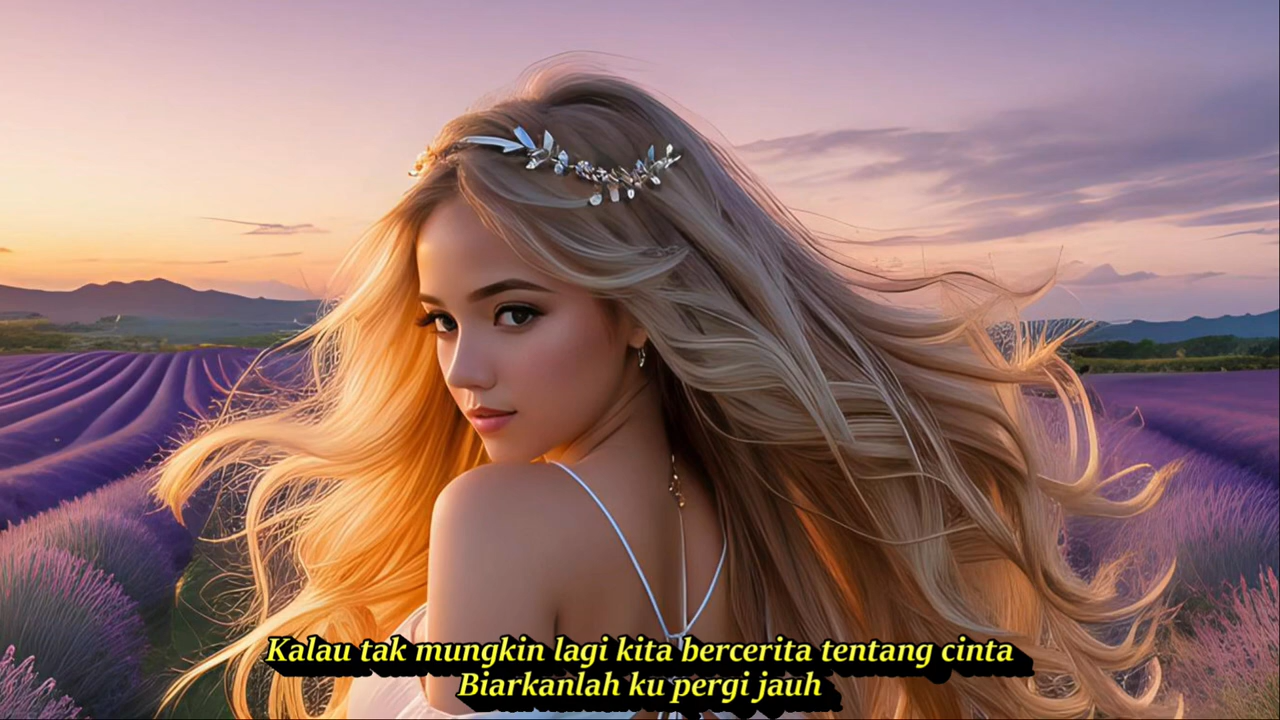 Kalau tak mungkin lagi kita bercerita tentang cinta
Biarkanlah ku pergi jauh